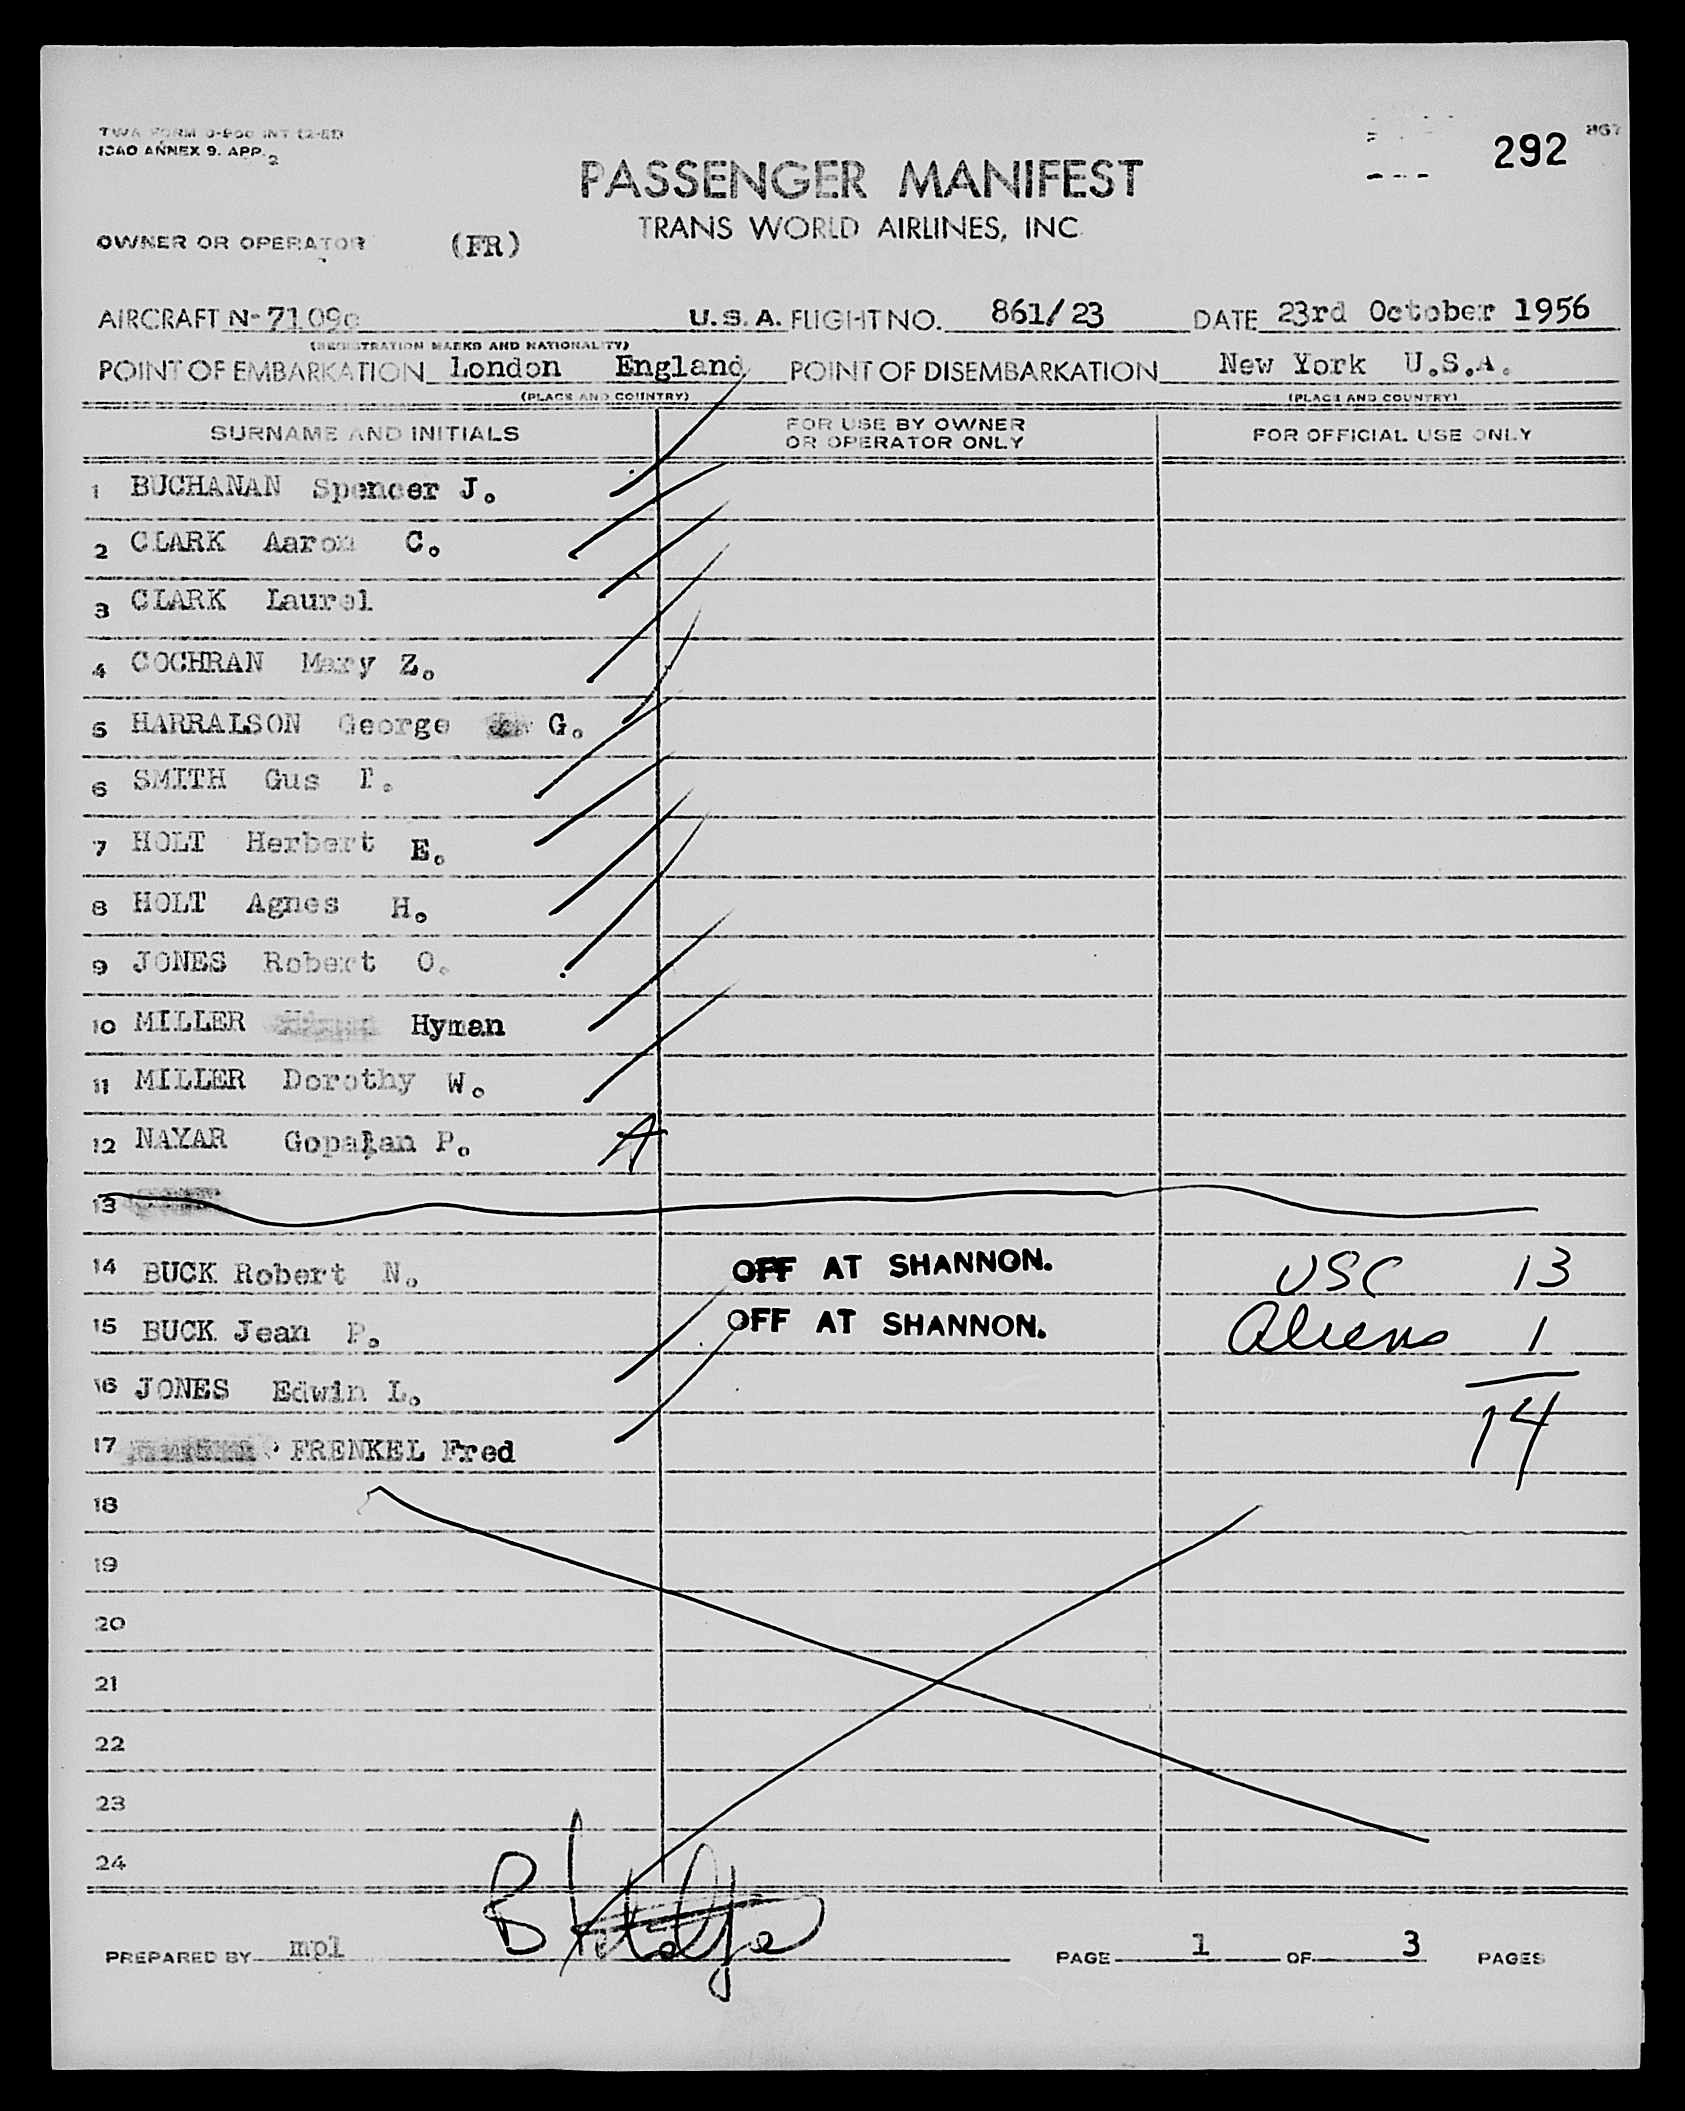 ICAO ANNEX 9. APP. 2
292
PASSENGER MANIFEST
TRANS WORLD AIRLINES, INC.
OWNER OR OPERATOR (FR)
AIRCRAFT N-7109c U.S.A. FLIGHT NO. 861/23 DATE 23rd October 1956
(REGISTRATION MARKS AND NATIONALITY)
POINT OF EMBARKATION London England POINT OF DISEMBARKATION New York U.S.A.
(PLACE AND COUNTRY) (PLACE AND COUNTRY)
SURNAME AND INITIALS FOR USE BY OWNER OR OPERATOR ONLY FOR OFFICIAL USE ONLY
1 BUCHANAN Spencer J.
2 CLARK Aaron C.
3 CLARK Laurel
4 COCHRAN Mary Z.
5 HARRALSON George G.
6 SMITH Gus
7 HOLT Herbert E.
8 HOLT Agnes H.
9 JONES Robert O.
10 MILLER Hyman
11 MILLER Dorothy W.
12 NAYAR Gopalan P. A
13
14 BUCK Robert N. OFF AT SHANNON. USC 13
15 BUCK Jean P. OFF AT SHANNON. Aliens 1
16 JONES Edwin L. 14
17 FRENKEL Fred
18
19
20
21
22
23
24
PREPARED BY mpl PAGE 1 OF 3 PAGES